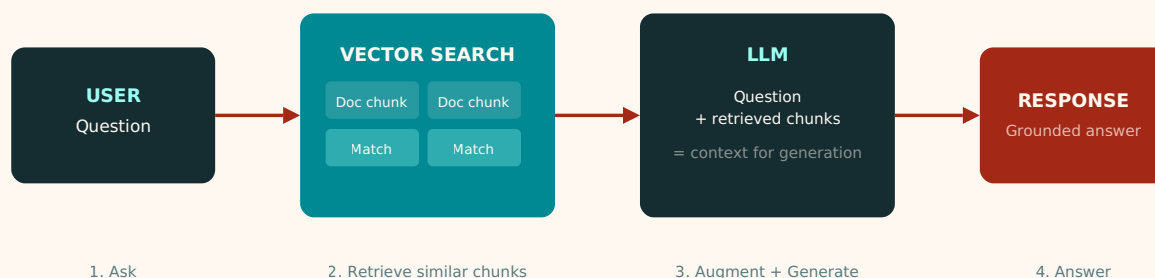 USER
Question
VECTOR SEARCH
Doc chunk
Doc chunk
Match
Match
LLM
Question
+ retrieved chunks
= context for generation
RESPONSE
Grounded answer
1. Ask
2. Retrieve similar chunks
3. Augment + Generate
4. Answer